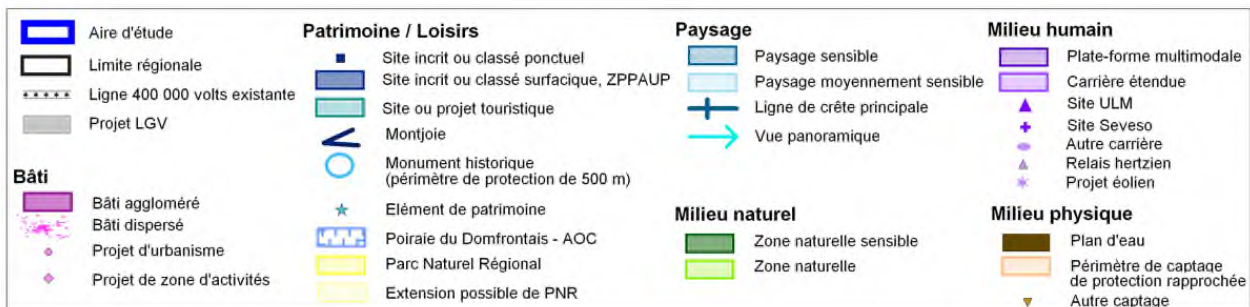 Aire d'étude
Limite régionale
Ligne 400 000 volts existante
Projet LGV
Bâti
Bâti aggloméré
Bâti dispersé
Projet d'urbanisme
Projet de zone d'activités
Patrimoine / Loisirs
Site incrit ou classé ponctuel
Site incrit ou classé surfacique, ZPPAUP
Site ou projet touristique
Montjoie
Monument historique
(périmètre de protection de 500 m)
Elément de patrimoine
Poiraie du Domfrontais - AOC
Parc Naturel Régional
Extension possible de PNR
Paysage
Paysage sensible
Paysage moyennement sensible
Ligne de crête principale
Vue panoramique
Milieu naturel
Zone naturelle sensible
Zone naturelle
Milieu humain
Plate-forme multimodale
Carrière étendue
Site ULM
Site Seveso
Autre carrière
Relais hertzien
Projet éolien
Milieu physique
Plan d'eau
Périmètre de captage
de protection rapprochée
Autre captage